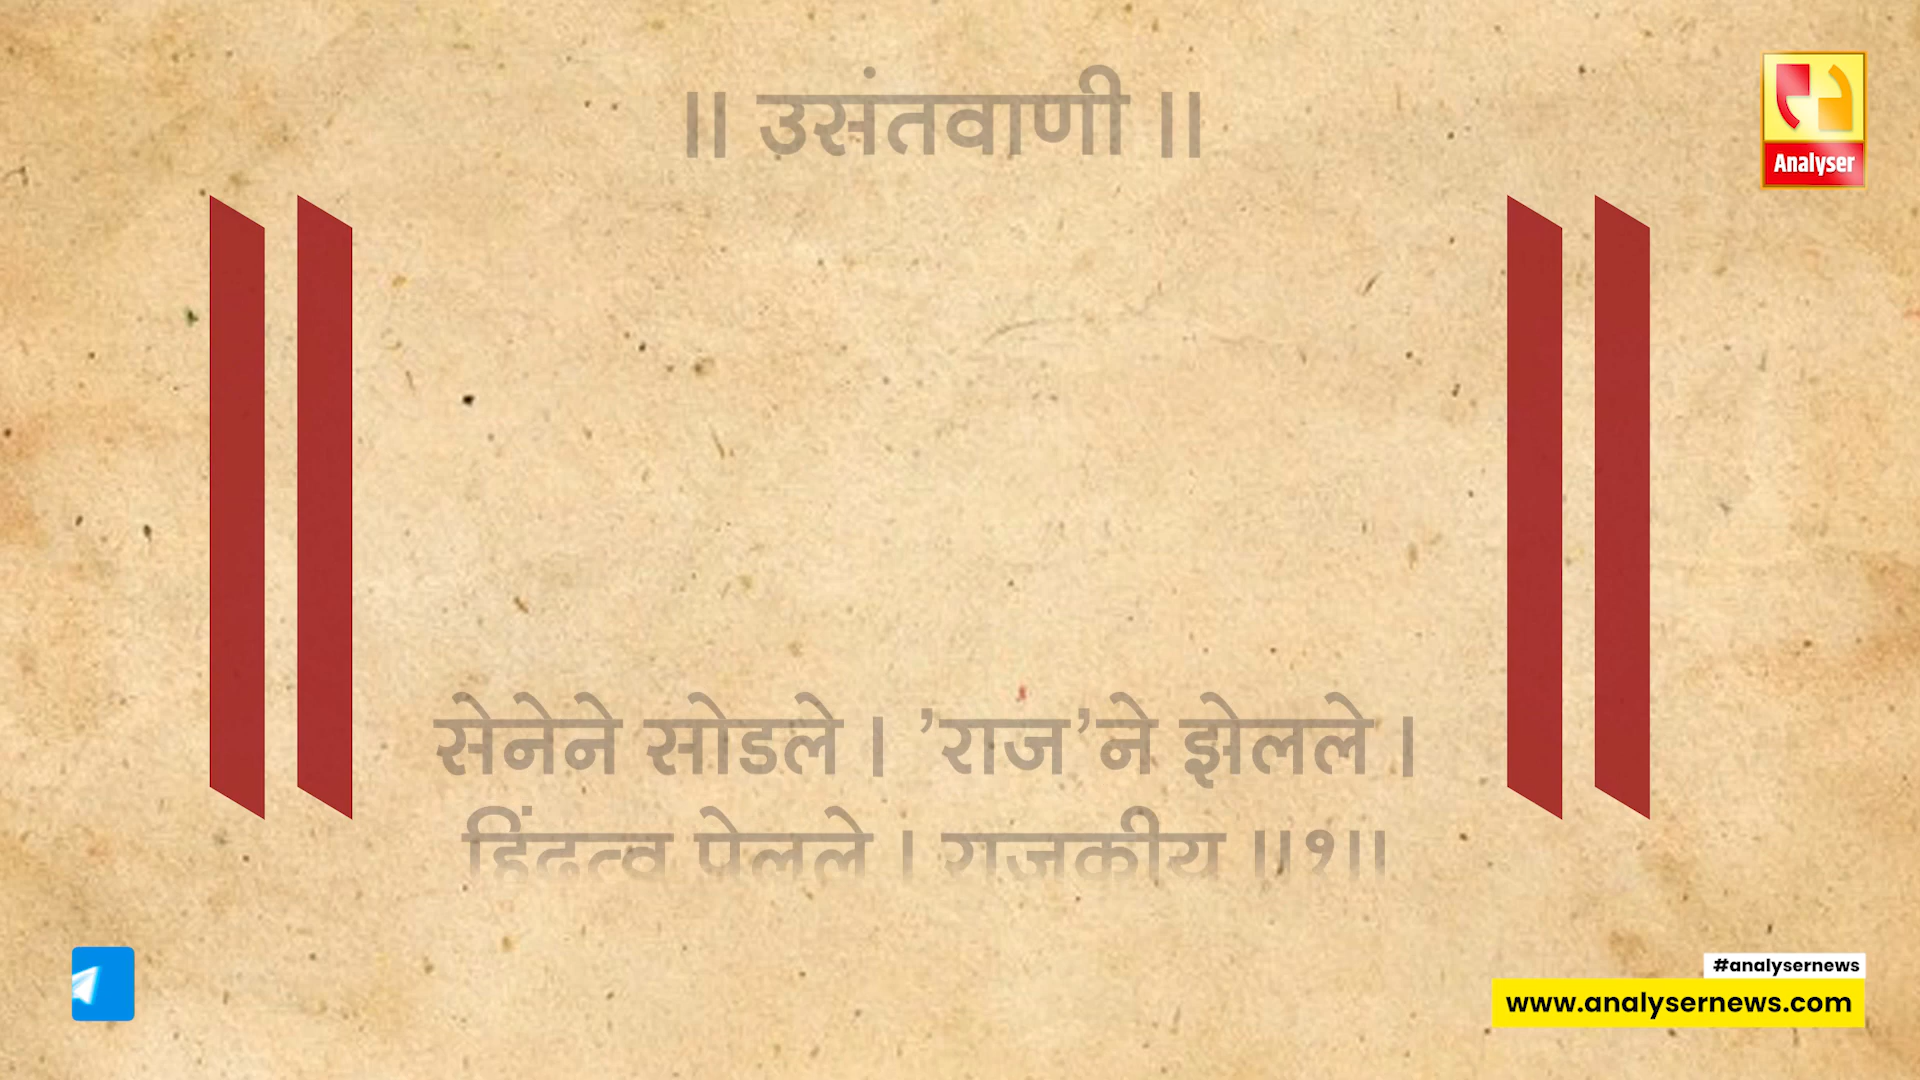 ॥ उसंतवाणी ॥
Analyser
सेनेने सोडले । ’राज’ने झेलले ।
हिंदुत्व पेलले । राजकीय ॥१॥
#analysernews
www.analysernews.com